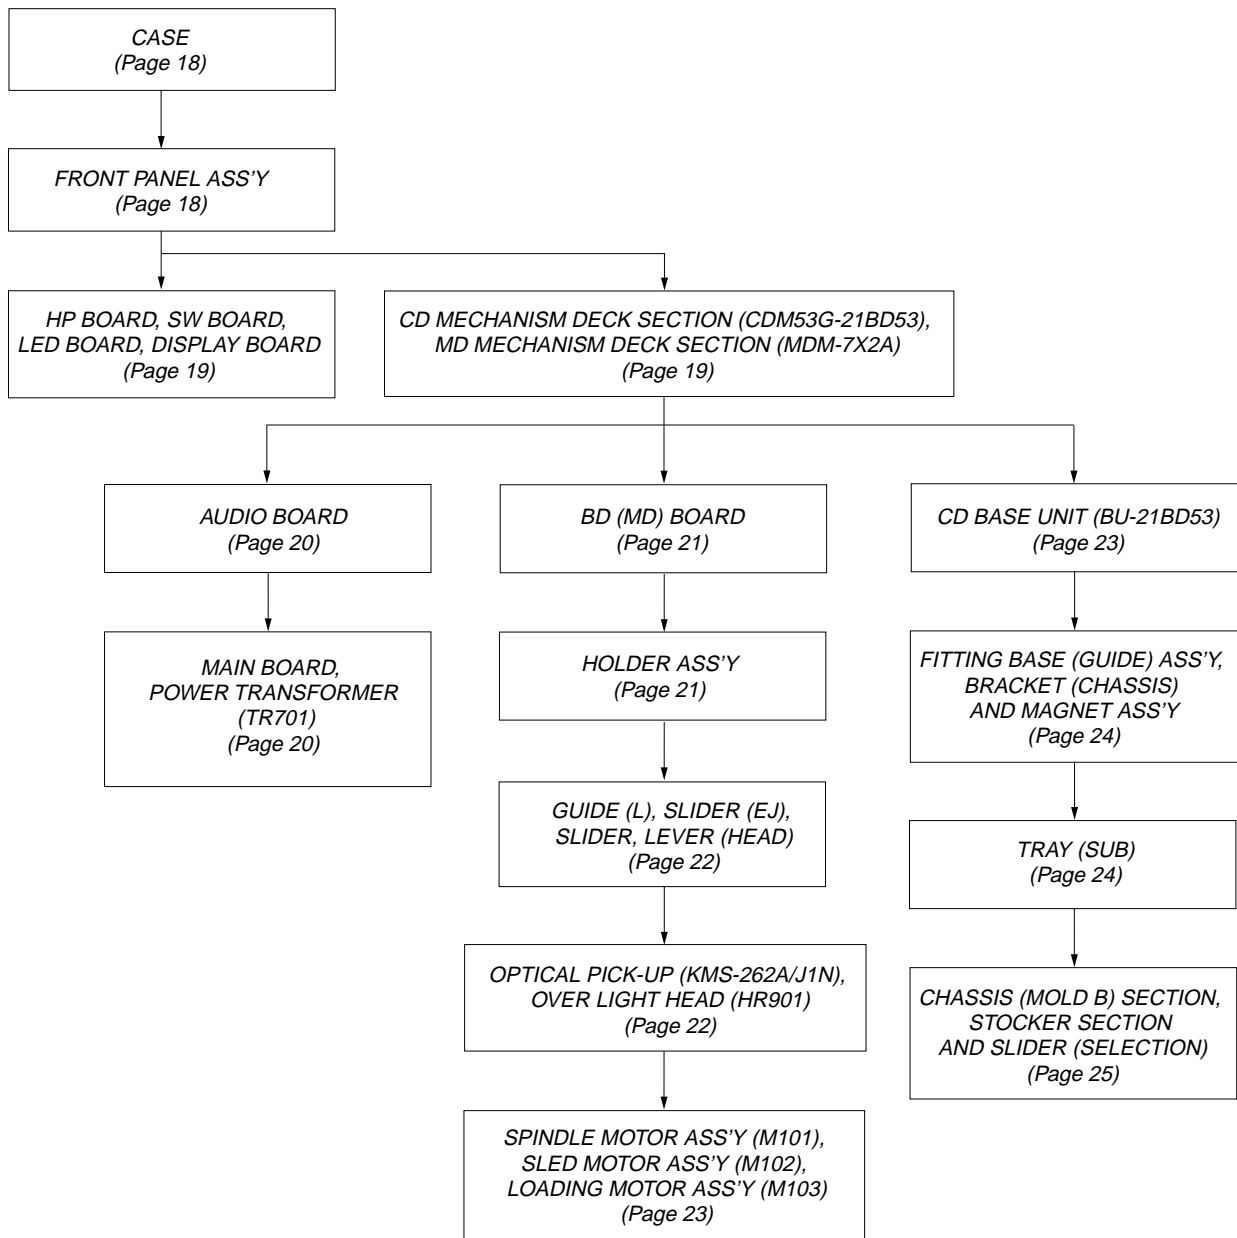 CASE
(Page 18)
FRONT PANEL ASS'Y
(Page 18)
HP BOARD, SW BOARD,
LED BOARD, DISPLAY BOARD
(Page 19)
CD MECHANISM DECK SECTION (CDM53G-21BD53),
MD MECHANISM DECK SECTION (MDM-7X2A)
(Page 19)
AUDIO BOARD
(Page 20)
BD (MD) BOARD
(Page 21)
CD BASE UNIT (BU-21BD53)
(Page 23)
MAIN BOARD,
POWER TRANSFORMER
(TR701)
(Page 20)
HOLDER ASS'Y
(Page 21)
FITTING BASE (GUIDE) ASS'Y,
BRACKET (CHASSIS)
AND MAGNET ASS'Y
(Page 24)
GUIDE (L), SLIDER (EJ),
SLIDER, LEVER (HEAD)
(Page 22)
TRAY (SUB)
(Page 24)
OPTICAL PICK-UP (KMS-262A/J1N),
OVER LIGHT HEAD (HR901)
(Page 22)
CHASSIS (MOLD B) SECTION,
STOCKER SECTION
AND SLIDER (SELECTION)
(Page 25)
SPINDLE MOTOR ASS'Y (M101),
SLED MOTOR ASS'Y (M102),
LOADING MOTOR ASS'Y (M103)
(Page 23)